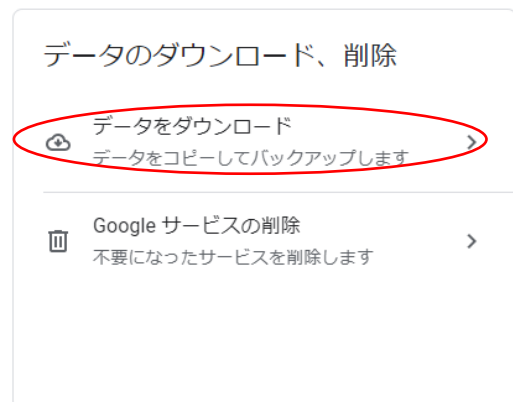 データのダウンロード、削除
データをダウンロード
データをコピーしてバックアップします
Google サービスの削除
不要になったサービスを削除します